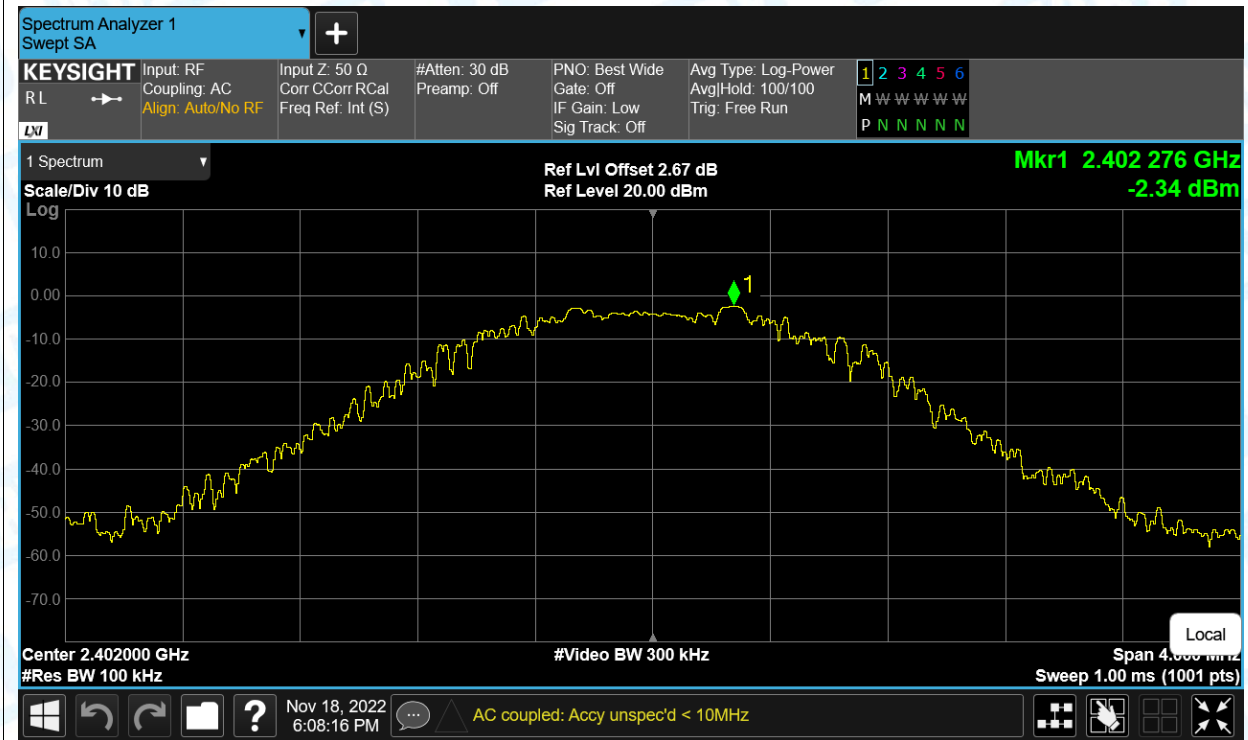 Spectrum Analyzer 1
Swept SA
+
KEYSIGHT
R L
LXI
Input: RF
Coupling: AC
Align: Auto/No RF
Input Z: 50 Ω
Corr CCorr RCal
Freq Ref: Int (S)
#Atten: 30 dB
Preamp: Off
PNO: Best Wide
Gate: Off
IF Gain: Low
Sig Track: Off
Avg Type: Log-Power
Avg|Hold: 100/100
Trig: Free Run
1 2 3 4 5 6
M W W W W W
P N N N N N
1 Spectrum
Scale/Div 10 dB
Log
Ref Lvl Offset 2.67 dB
Ref Level 20.00 dBm
Mkr1 2.402 276 GHz
-2.34 dBm
1
10.0
0.00
-10.0
-20.0
-30.0
-40.0
-50.0
-60.0
-70.0
Local
Center 2.402000 GHz
#Video BW 300 kHz
Span 4.000 MHz
#Res BW 100 kHz
Sweep 1.00 ms (1001 pts)
?
Nov 18, 2022
6:08:16 PM
AC coupled: Accy unspec'd < 10MHz